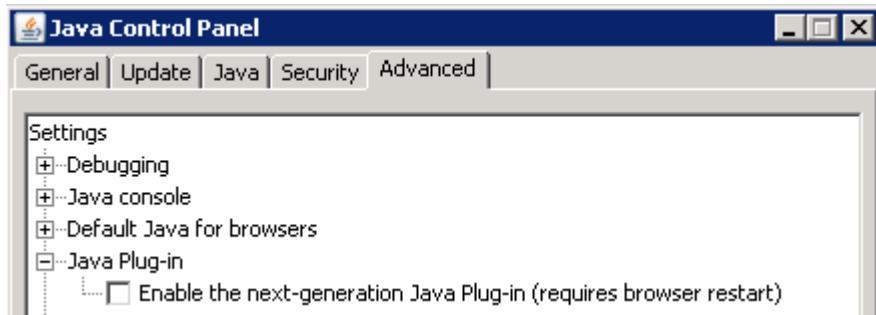 Java Control Panel
General Update Java Security Advanced
Settings
Debugging
Java console
Default Java for browsers
Java Plug-in
Enable the next-generation Java Plug-in (requires browser restart)